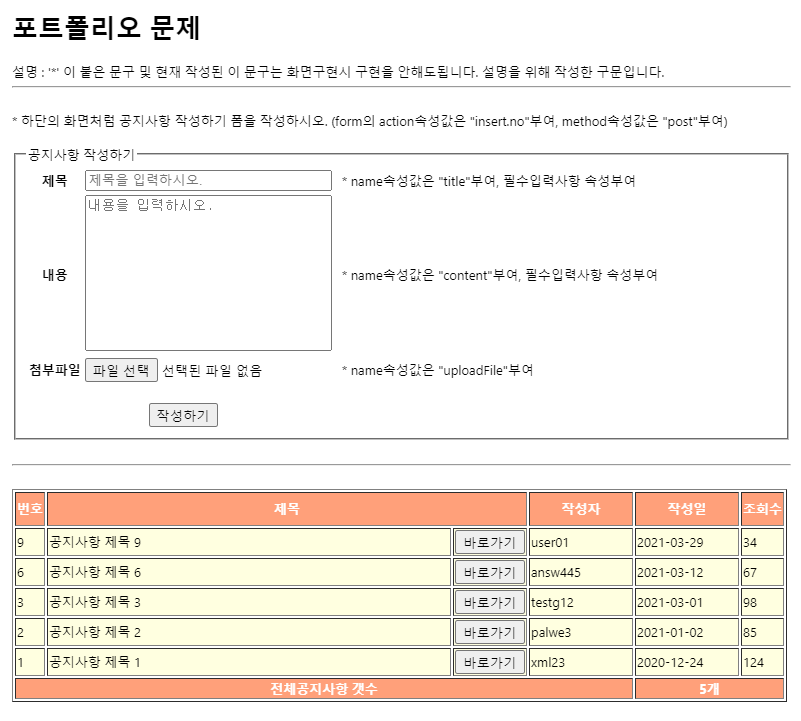 포트폴리오 문제
설명 : '*' 이 붙은 문구 및 현재 작성된 이 문구는 화면구현시 구현을 안해도됩니다. 설명을 위해 작성한 구문입니다.
* 하단의 화면처럼 공지사항 작성하기 폼을 작성하시오. (form의 action속성값은 "insert.no"부여, method속성값은 "post"부여)
공지사항 작성하기
제목 제목을 입력하시오. * name속성값은 "title"부여, 필수입력사항 속성부여
내용을 입력하시오.
내용 * name속성값은 "content"부여, 필수입력사항 속성부여
첨부파일 파일 선택 선택된 파일 없음 * name속성값은 "uploadFile"부여
작성하기
번호 제목 작성자 작성일 조회수
9 공지사항 제목 9 바로가기 user01 2021-03-29 34
6 공지사항 제목 6 바로가기 answ445 2021-03-12 67
3 공지사항 제목 3 바로가기 testg12 2021-03-01 98
2 공지사항 제목 2 바로가기 palwe3 2021-01-02 85
1 공지사항 제목 1 바로가기 xml23 2020-12-24 124
전체공지사항 갯수 5개